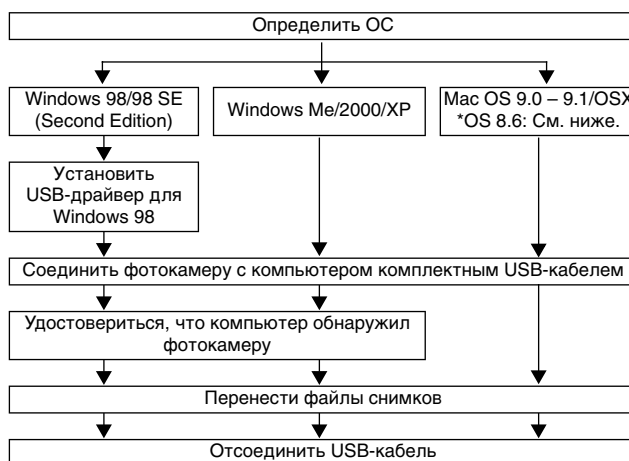 Определить ОС
Windows 98/98 SE
(Second Edition)
Windows Me/2000/XP
Mac OS 9.0 – 9.1/OSX
*OS 8.6: См. ниже.
Установить
USB-драйвер для
Windows 98
Соединить фотокамеру с компьютером комплектным USB-кабелем
Удостовериться, что компьютер обнаружил
фотокамеру
Перенести файлы снимков
Отсоединить USB-кабель